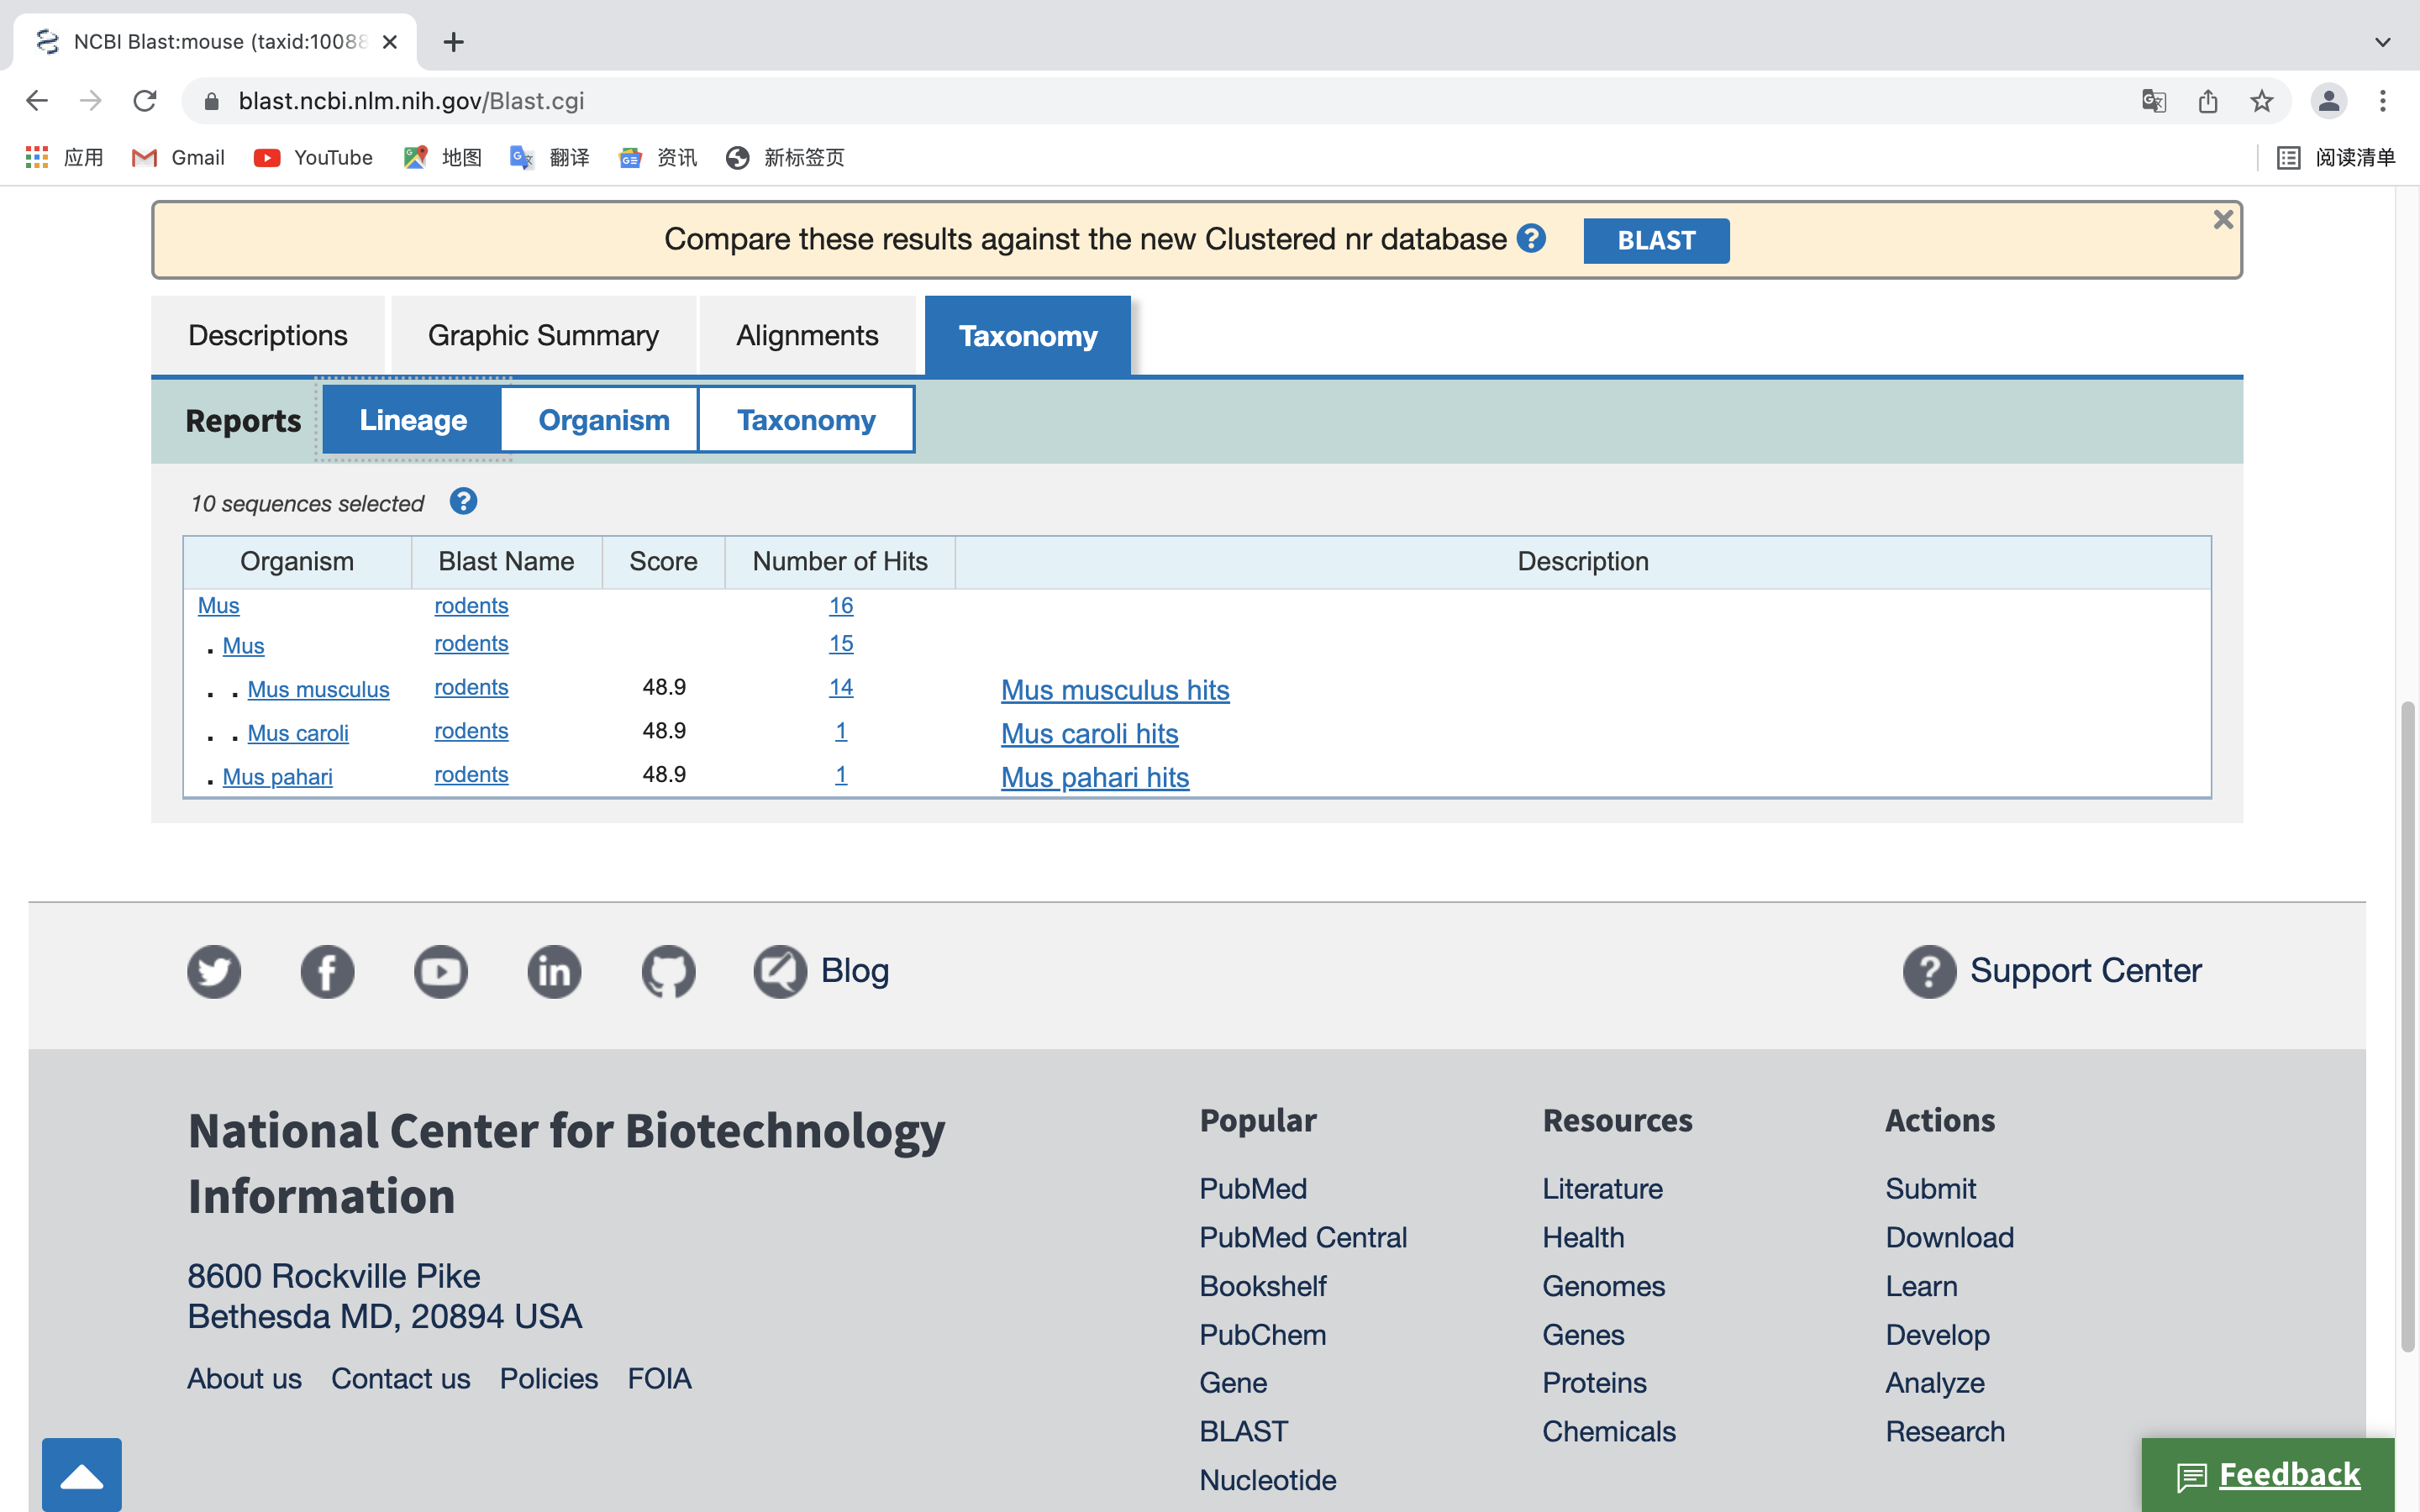 NCBI Blast:mouse (taxid:10088
blast.ncbi.nlm.nih.gov/Blast.cgi
应用 Gmail YouTube 地图 翻译 资讯 新标签页 阅读清单
Compare these results against the new Clustered nr database ? BLAST
Descriptions Graphic Summary Alignments Taxonomy
Reports Lineage Organism Taxonomy
10 sequences selected ?
Organism Blast Name Score Number of Hits Description
Mus rodents 16
. Mus rodents 15
. . Mus musculus rodents 48.9 14 Mus musculus hits
. . Mus caroli rodents 48.9 1 Mus caroli hits
. Mus pahari rodents 48.9 1 Mus pahari hits
Blog ? Support Center
National Center for Biotechnology
Information
8600 Rockville Pike
Bethesda MD, 20894 USA
About us Contact us Policies FOIA
Popular
PubMed
PubMed Central
Bookshelf
PubChem
Gene
BLAST
Nucleotide
Resources
Literature
Health
Genomes
Genes
Proteins
Chemicals
Actions
Submit
Download
Learn
Develop
Analyze
Research
Feedback